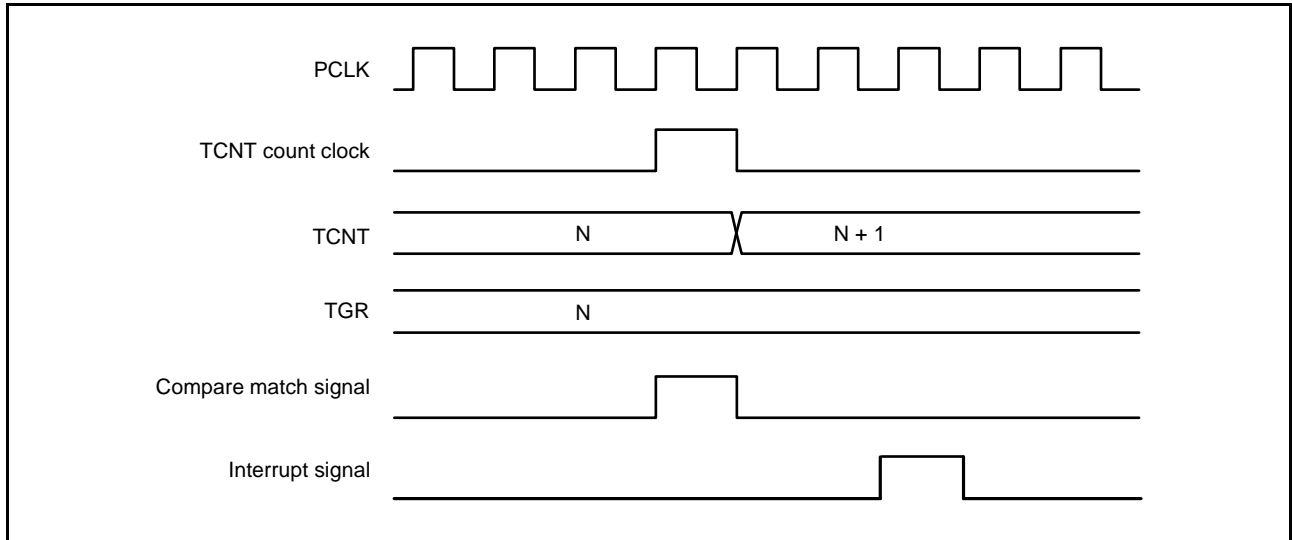 PCLK
TCNT count clock
TCNT
N
N + 1
TGR
N
Compare match signal
Interrupt signal